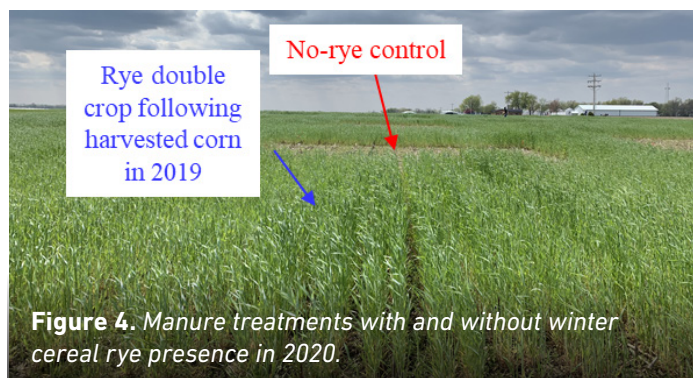 No-rye control
Rye double
crop following
harvested corn
in 2019
Figure 4. Manure treatments with and without winter
cereal rye presence in 2020.